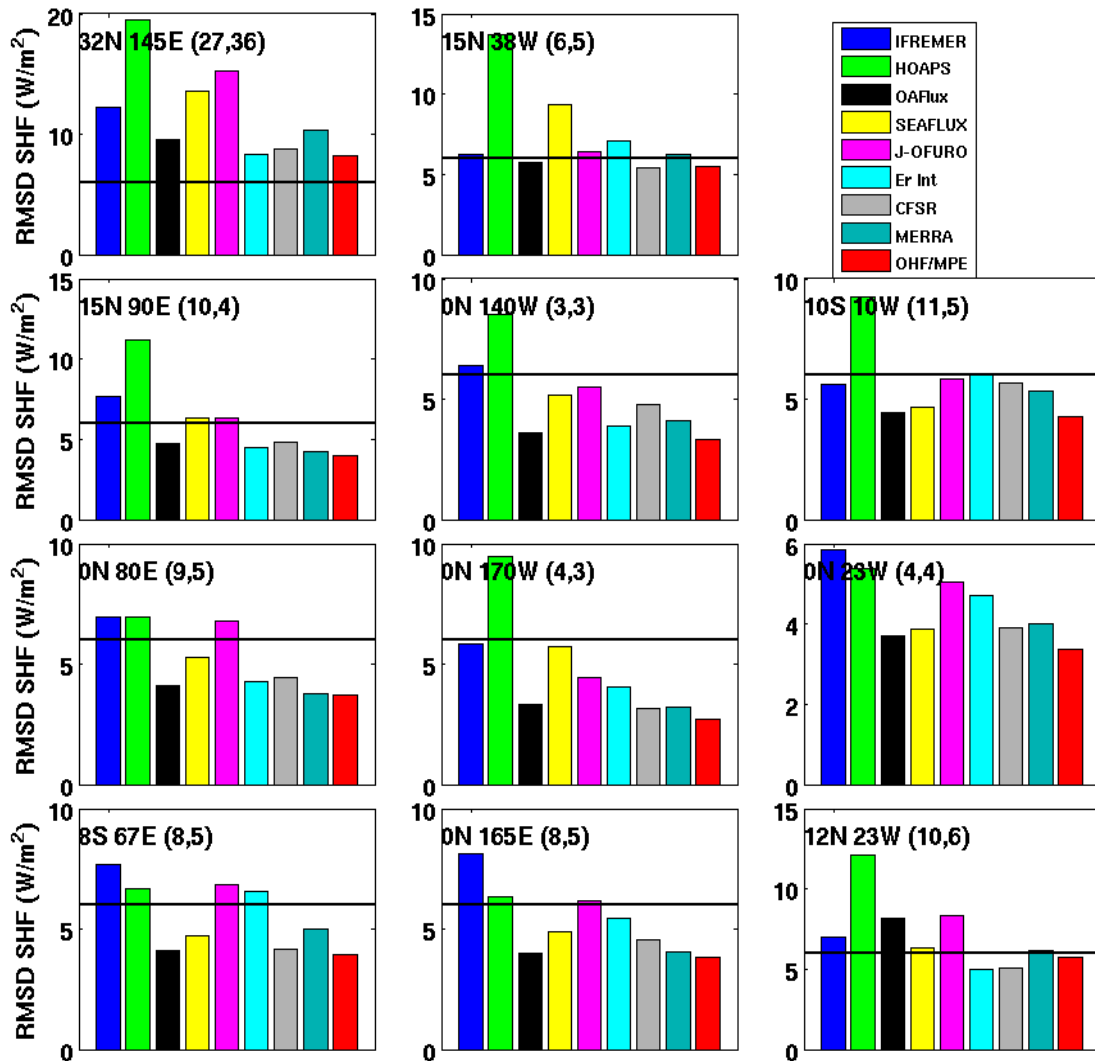 RMSD SHF (W/m²)
20
10
0
32N 145E (27,36)
15
10
5
0
15N 38W (6,5)
IFREMER
HOAPS
OAFlux
SEAFLUX
J-OFURO
Er Int
CFSR
MERRA
OHF/MPE
RMSD SHF (W/m²)
15
10
5
0
15N 90E (10,4)
10
5
0
0N 140W (3,3)
10
5
0
10S 10W (11,5)
RMSD SHF (W/m²)
10
5
0
0N 80E (9,5)
10
5
0
0N 170W (4,3)
6
4
2
0
0N 23W (4,4)
RMSD SHF (W/m²)
10
5
0
8S 67E (8,5)
10
5
0
0N 165E (8,5)
15
10
5
0
12N 23W (10,6)